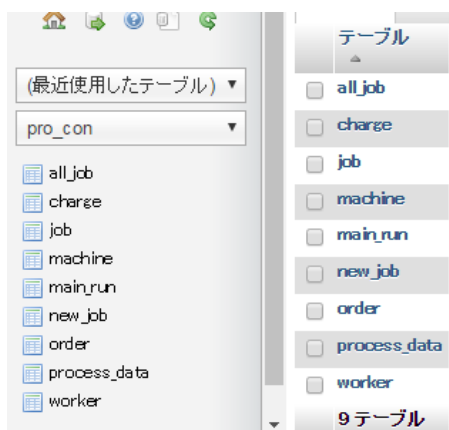 (最近使用したテーブル)
pro_con
all_job
charge
job
machine
main_run
new_job
order
process_data
worker
テーブル
all_job
charge
job
machine
main_run
new_job
order
process_data
worker
9 テーブル